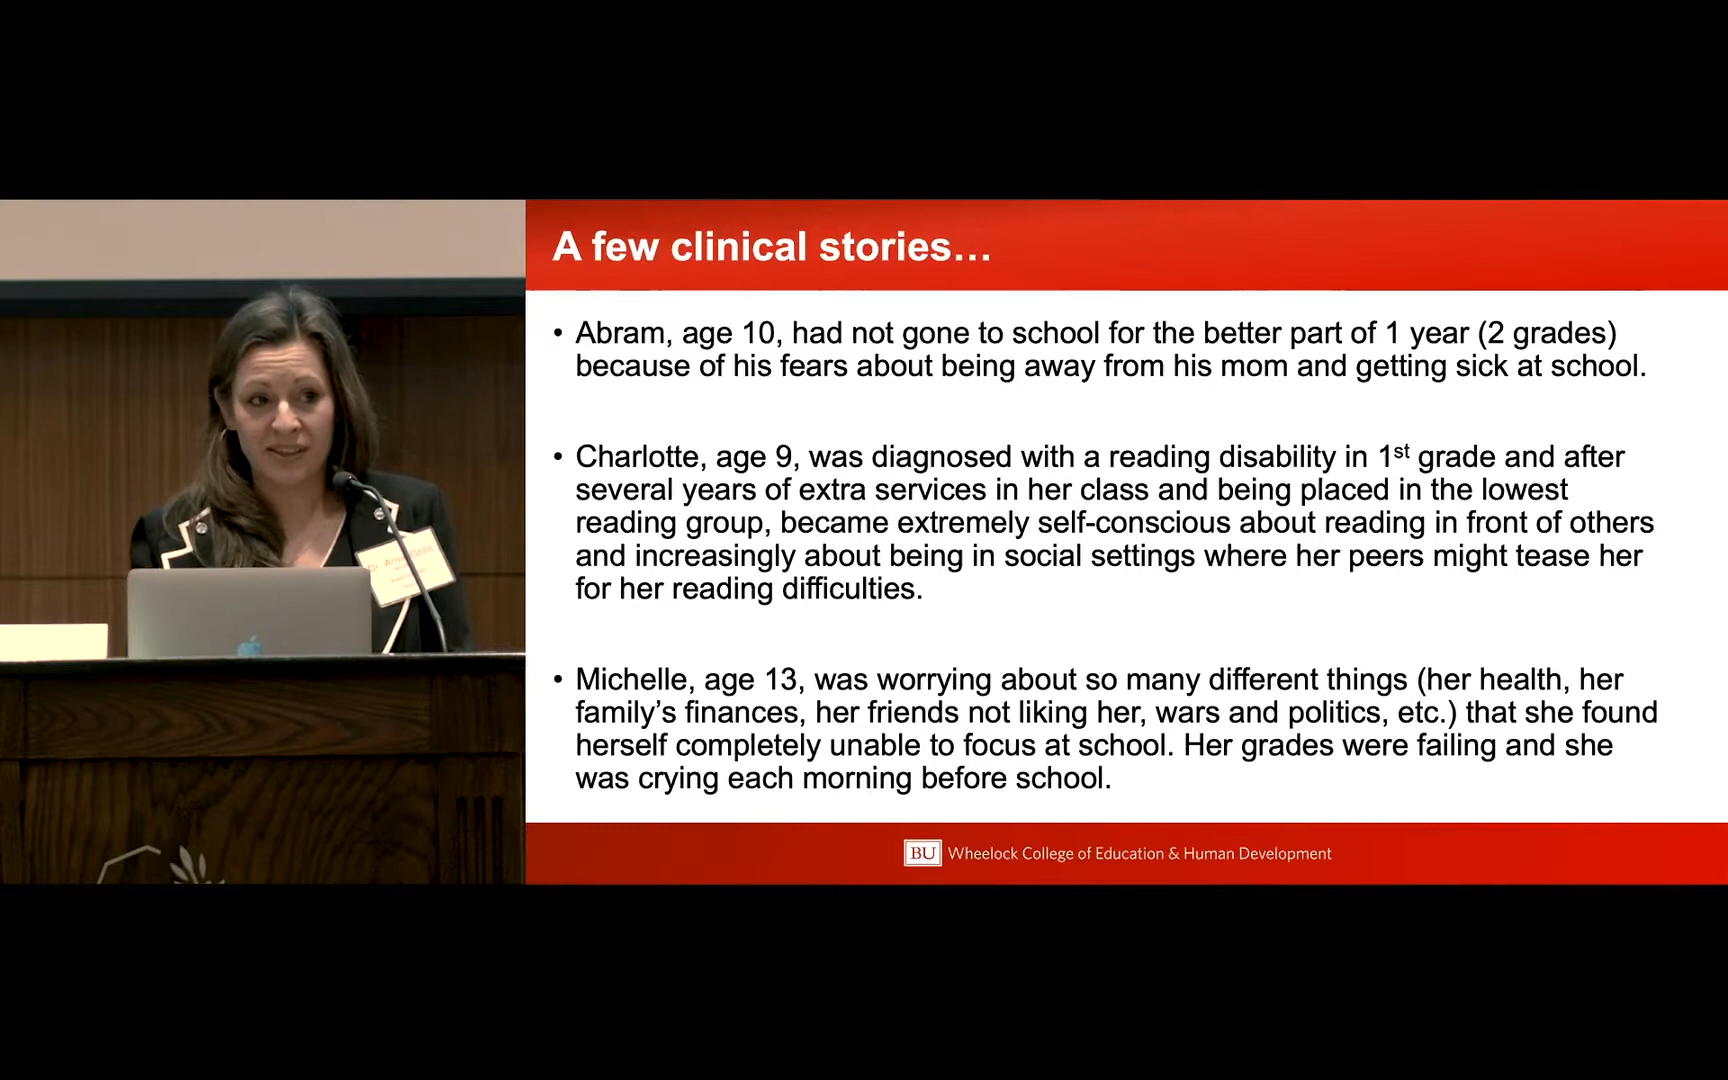 A few clinical stories…
• Abram, age 10, had not gone to school for the better part of 1 year (2 grades)
because of his fears about being away from his mom and getting sick at school.
• Charlotte, age 9, was diagnosed with a reading disability in 1st grade and after
several years of extra services in her class and being placed in the lowest
reading group, became extremely self-conscious about reading in front of others
and increasingly about being in social settings where her peers might tease her
for her reading difficulties.
• Michelle, age 13, was worrying about so many different things (her health, her
family’s finances, her friends not liking her, wars and politics, etc.) that she found
herself completely unable to focus at school. Her grades were failing and she
was crying each morning before school.
BU Wheelock College of Education & Human Development
Dr.